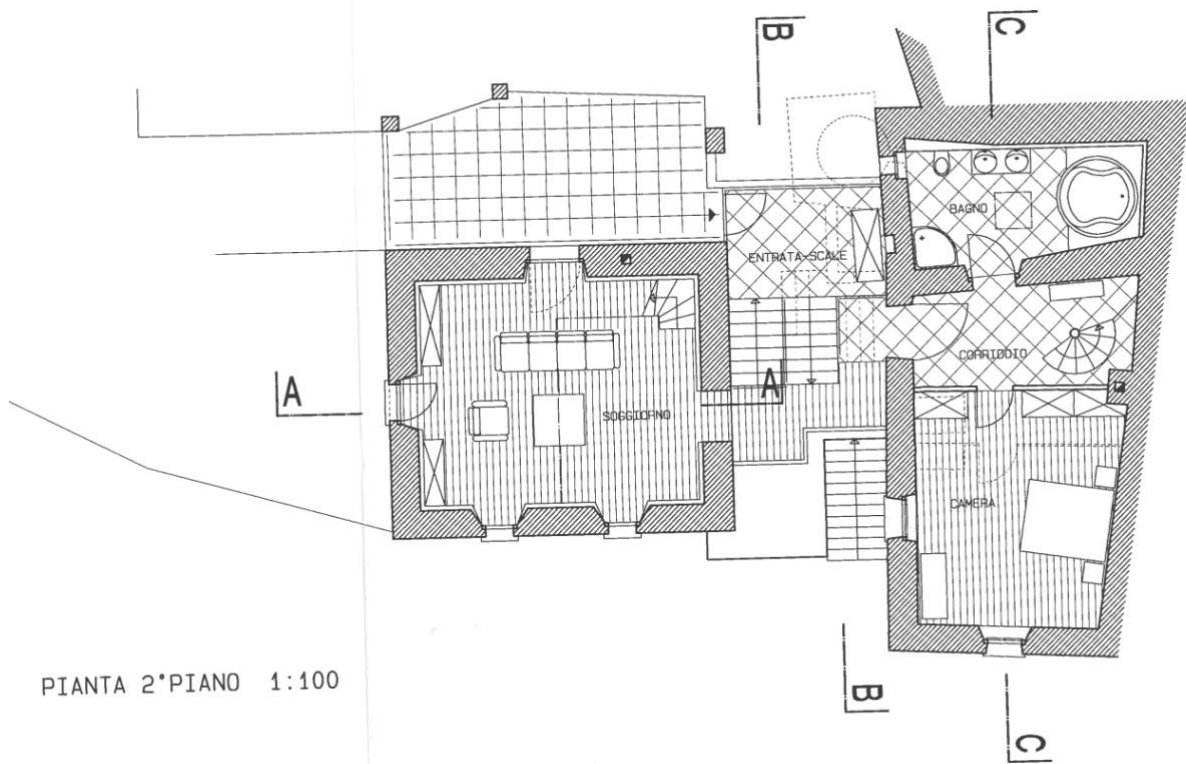 B
C
BAGNO
ENTRATA-SCALE
CORRIDOIO
A
A
SOGGIORNO
CAMERA
PIANTA 2°PIANO 1:100
B
C